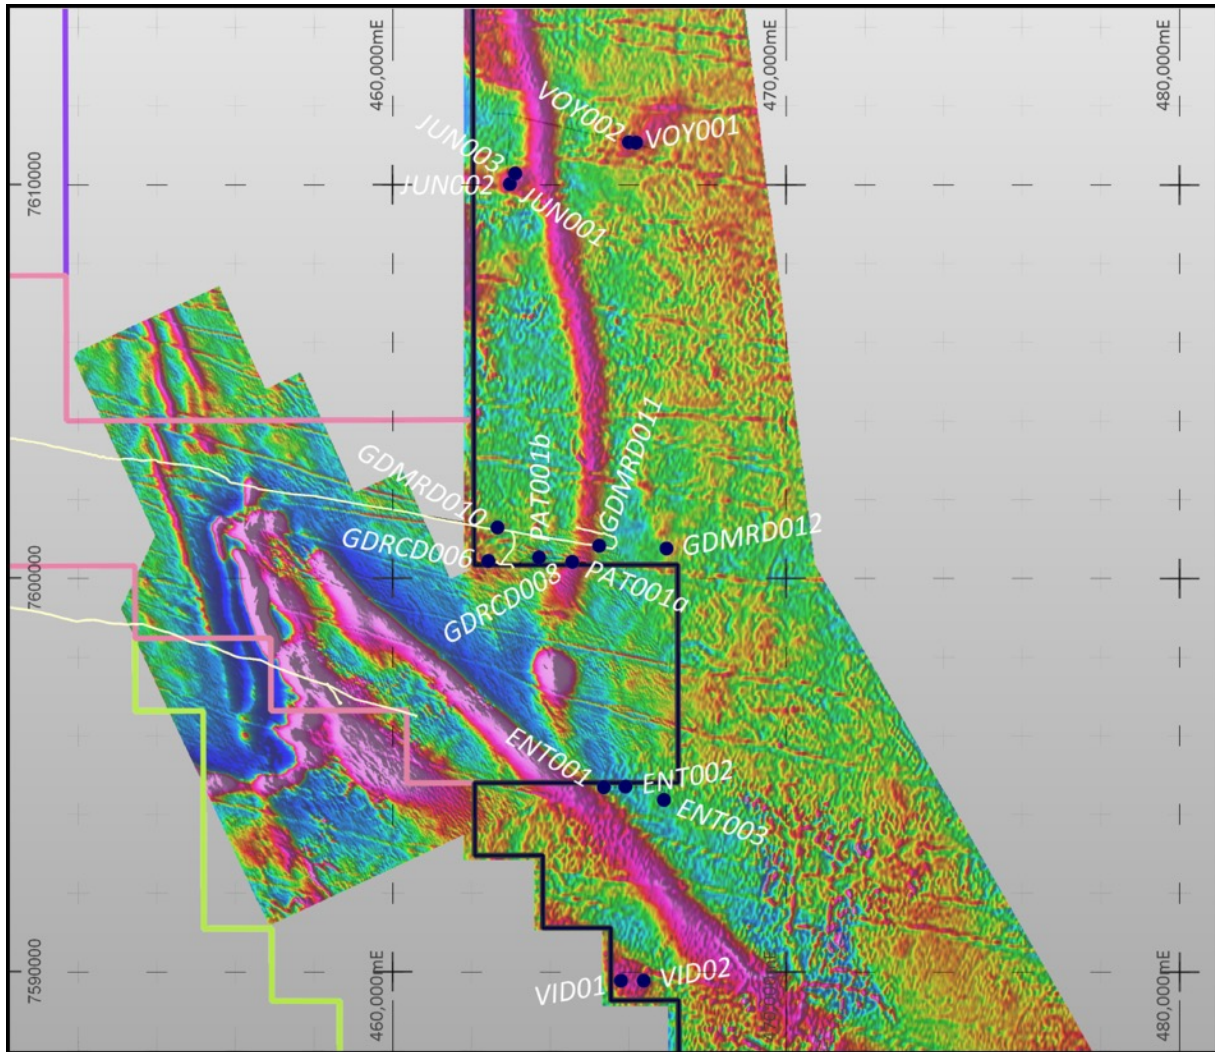 460,000mE
470,000mE
480,000mE
VOY002
VOY001
JUN003
7610000
JUN002
JUN001
GDMRD011
PAT001b
GDMRD010
GDRCD006
GDMRD012
7600000
GDRCD008
PAT001a
ENT001
ENT002
ENT003
7590000
VID01
VID02
460,000mE
480,000mE